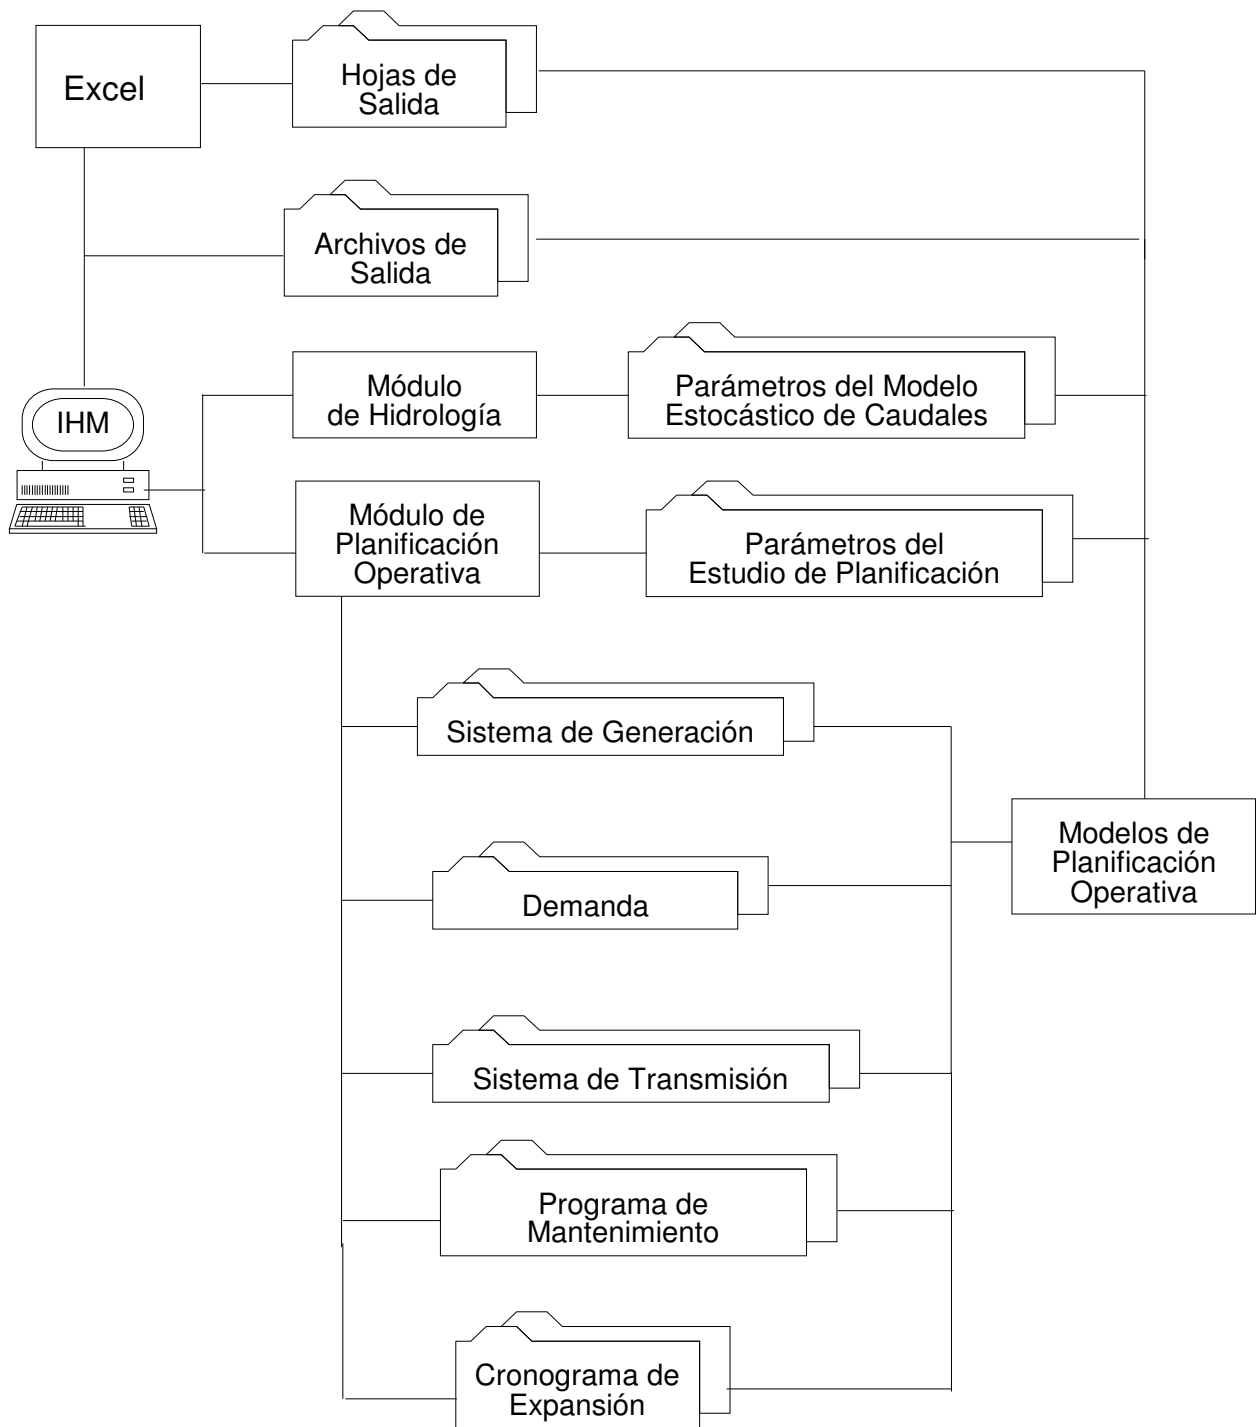 Excel
Hojas de
Salida
Archivos de
Salida
IHM
Módulo
de Hidrología
Parámetros del Modelo
Estocástico de Caudales
Módulo de
Planificación
Operativa
Parámetros del
Estudio de Planificación
Sistema de Generación
Modelos de
Planificación
Operativa
Demanda
Sistema de Transmisión
Programa de
Mantenimiento
Cronograma de
Expansión